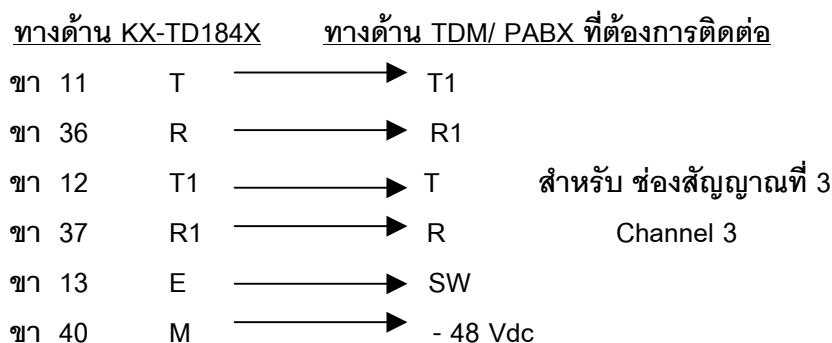 ทางด้าน KX-TD184X ทางด้าน TDM/ PABX ที่ต้องการติดต่อ
ขา 11 T T1
ขา 36 R R1
ขา 12 T1 T สำหรับ ช่องสัญญาณที่ 3
ขา 37 R1 R Channel 3
ขา 13 E SW
ขา 40 M - 48 Vdc